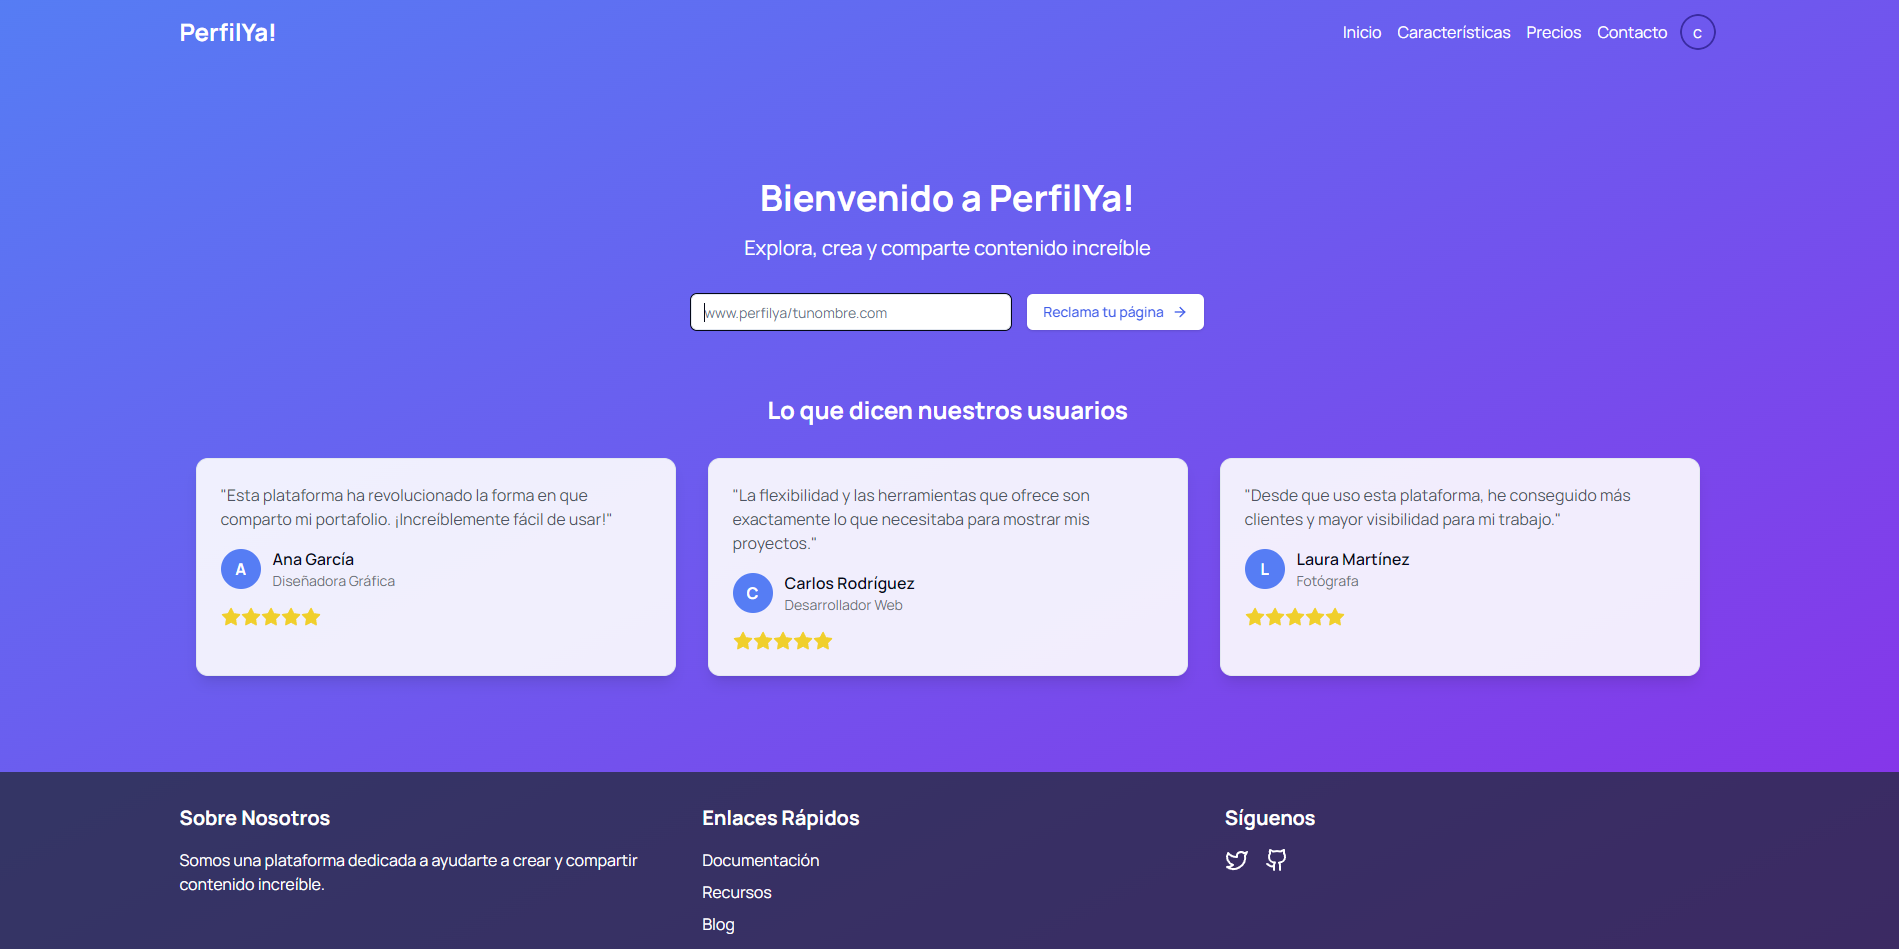 PerfilYa!
Inicio Características Precios Contacto C
Bienvenido a PerfilYa!
Explora, crea y comparte contenido increíble
www.perfilya/tunombre.com
Reclama tu página
Lo que dicen nuestros usuarios
"Esta plataforma ha revolucionado la forma en que
comparto mi portafolio. ¡Increíblemente fácil de usar!"
A
Ana García
Diseñadora Gráfica
"La flexibilidad y las herramientas que ofrece son
exactamente lo que necesitaba para mostrar mis
proyectos."
C
Carlos Rodríguez
Desarrollador Web
"Desde que uso esta plataforma, he conseguido más
clientes y mayor visibilidad para mi trabajo."
L
Laura Martínez
Fotógrafa
Sobre Nosotros
Somos una plataforma dedicada a ayudarte a crear y compartir
contenido increíble.
Enlaces Rápidos
Documentación
Recursos
Blog
Síguenos